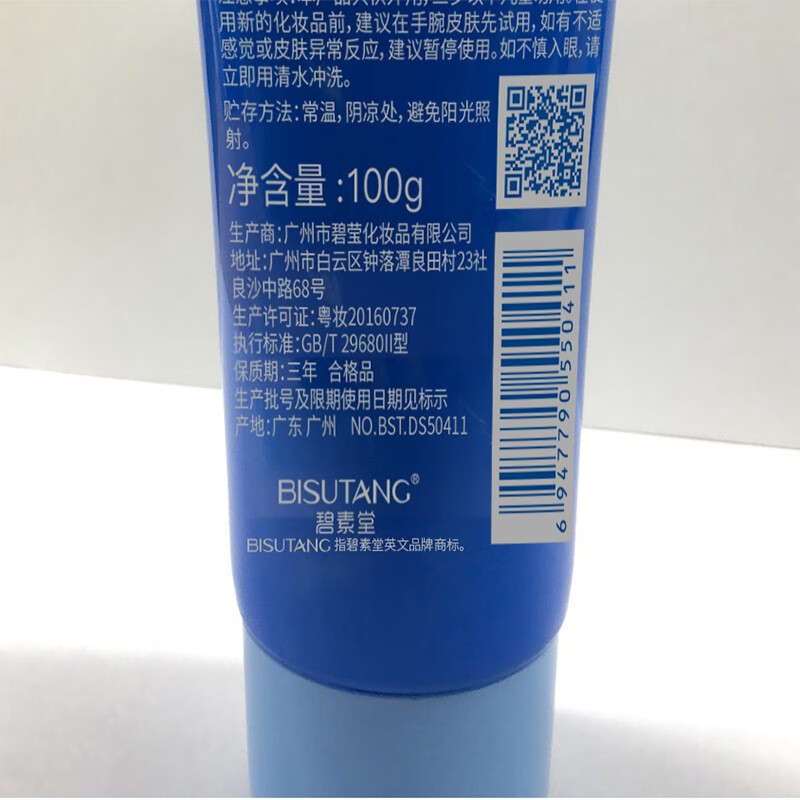 用新的化妆品前,建议在手腕皮肤先试用,如有不适
感觉或皮肤异常反应,建议暂停使用。如不慎入眼,请
立即用清水冲洗。
贮存方法:常温,阴凉处,避免阳光照
射。
净含量:100g
生产商:广州市碧莹化妆品有限公司
地址:广州市白云区钟落潭良田村23社
良沙中路68号
生产许可证:粤妆20160737
执行标准:GB/T 29680II型
保质期:三年 合格品
生产批号及限期使用日期见标示
产地:广东 广州 NO.BST.DS50411
BISUTANG®
碧素堂
BISUTANG 指碧素堂英文品牌商标。
6947790550411